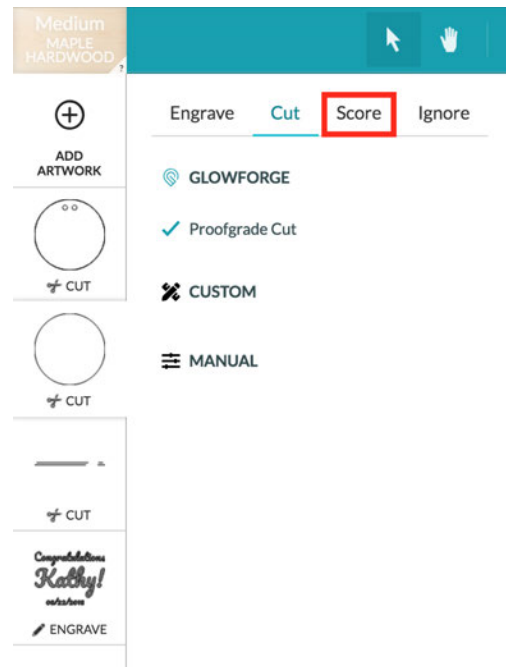 Medium
MAPLE
HARDWOOD
?
ADD
ARTWORK
CUT
CUT
CUT
Congratulations
Kathy!
ENGRAVE
Engrave Cut Score Ignore
GLOWFORGE
Proofgrade Cut
CUSTOM
MANUAL